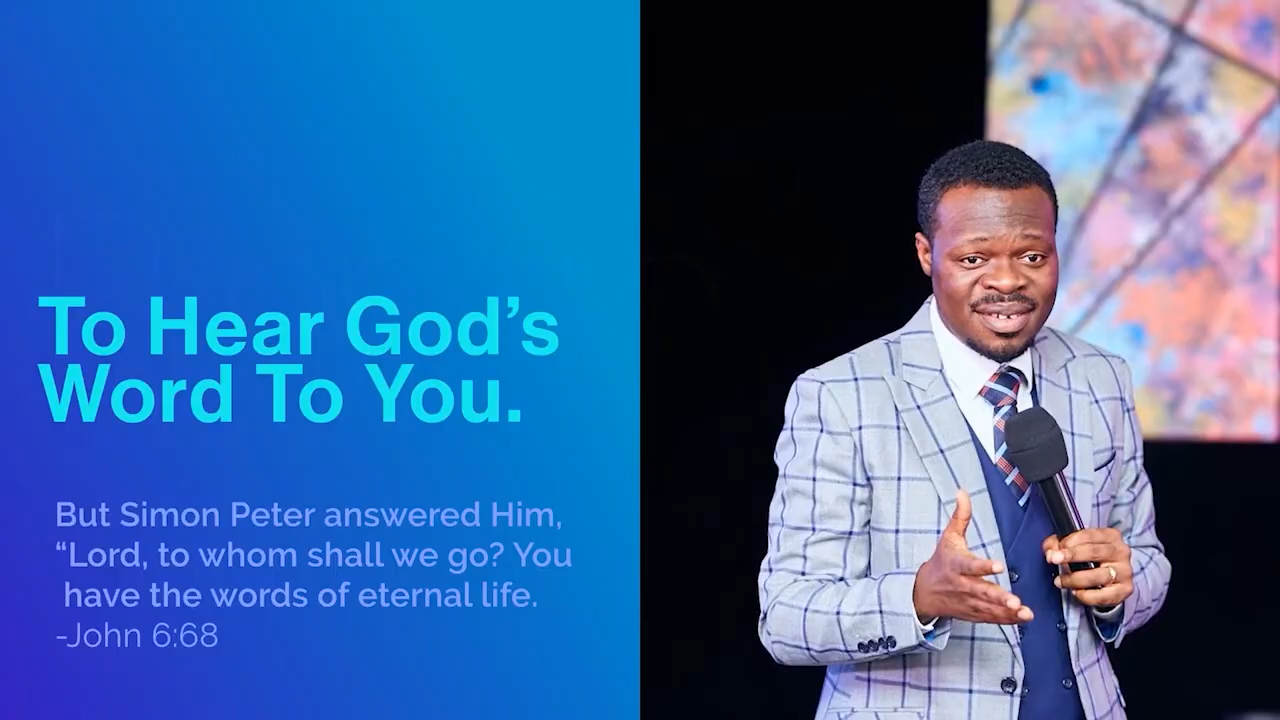 To Hear God’s
Word To You.
But Simon Peter answered Him,
“Lord, to whom shall we go? You
have the words of eternal life.
-John 6:68